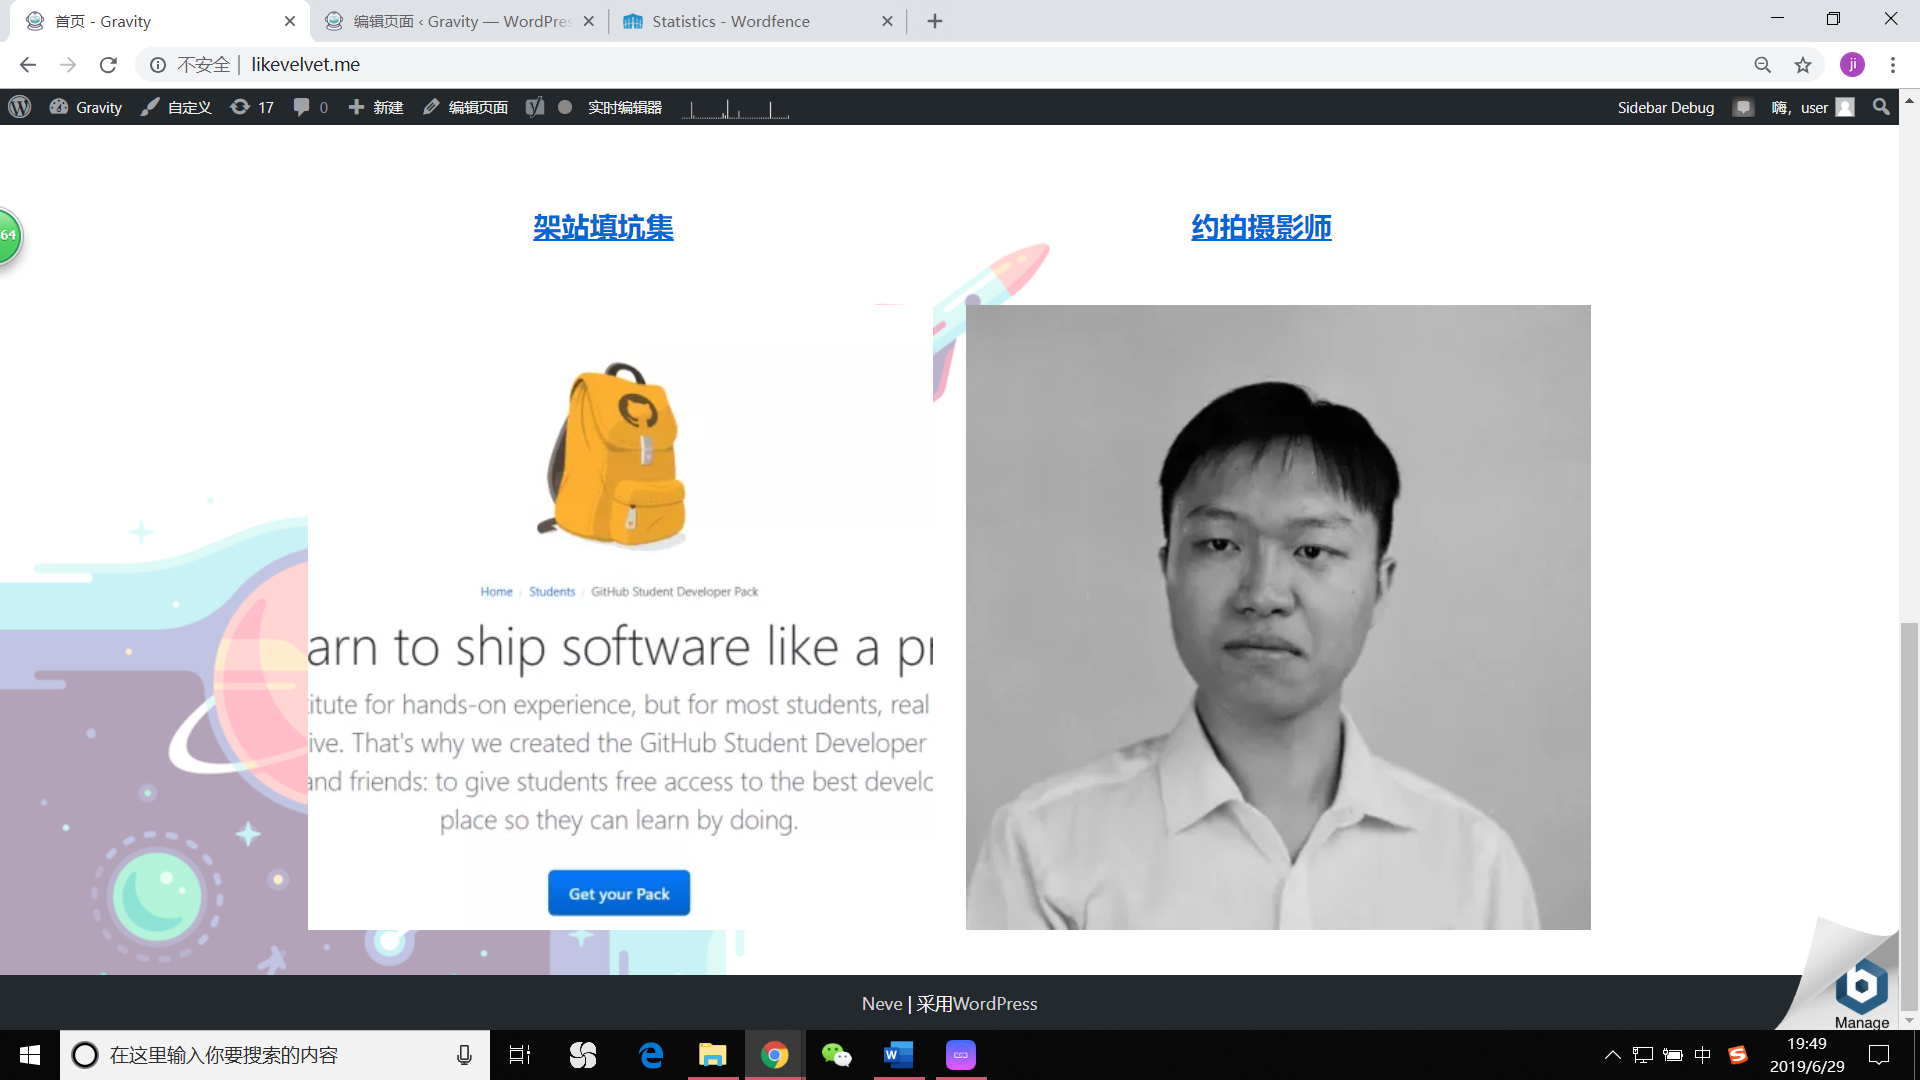 首页 - Gravity
编辑页面 ‹ Gravity — WordPres
Statistics - Wordfence
不安全 | likevelvet.me
ji
Gravity 自定义 17 0 新建 编辑页面 实时编辑器
Sidebar Debug 嗨，user
64
架站填坑集
约拍摄影师
Home / Students / GitHub Student Developer Pack
arn to ship software like a pr
itute for hands-on experience, but for most students, real
ive. That's why we created the GitHub Student Developer
and friends: to give students free access to the best develo
place so they can learn by doing.
Get your Pack
Neve | 采用WordPress
Manage
在这里输入你要搜索的内容
中
19:49
2019/6/29